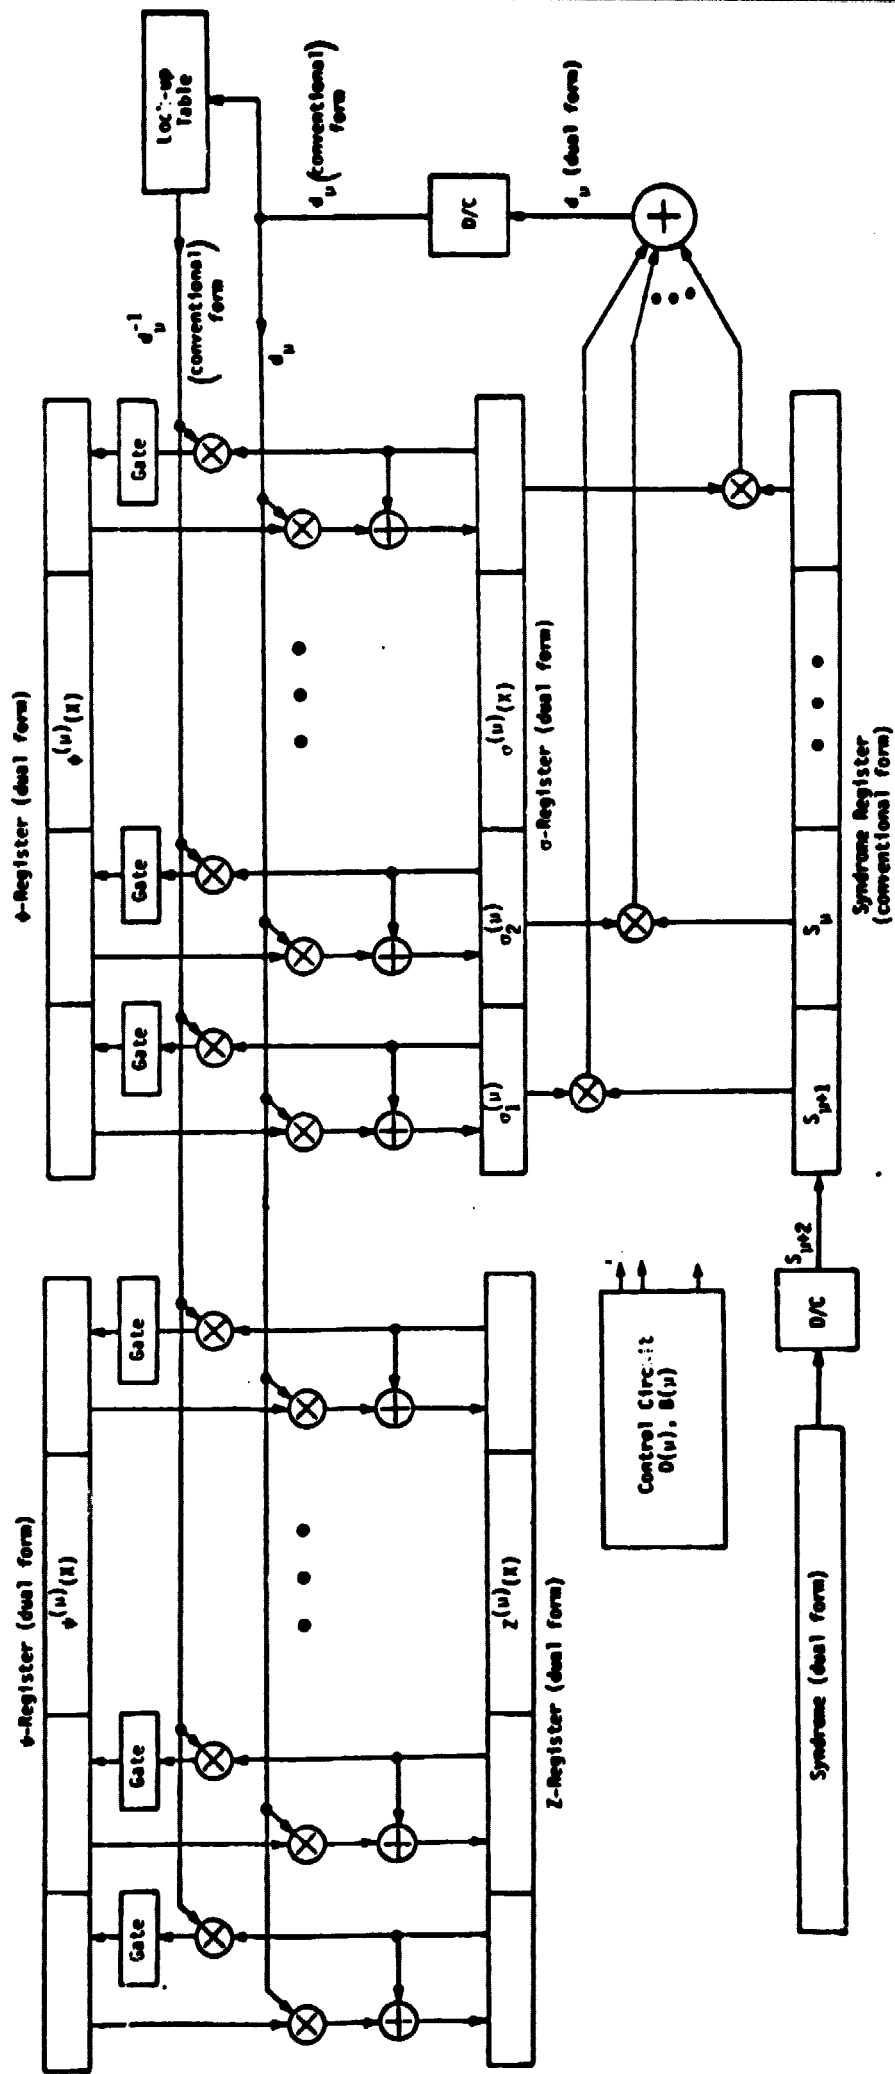 ψ-Register (dual form)
ψ^(μ)(X)
Gate
Gate
Gate
Z^(μ)(X)
Z-Register (dual form)
ϕ-Register (dual form)
ϕ^(μ)(X)
Gate
Gate
Gate
σ_1^(μ)
σ_2^(μ)
σ^(μ)(X)
σ-Register (dual form)
d_μ^-1
(conventional)
form
d_μ
Table
d_μ (conventional)
form
D/C
d_μ (dual form)
Control Circuit
D(μ), B(μ)
Syndrome (dual form)
D/C
S_μ+2
S_μ+1
S_μ
Syndrome Register
(conventional form)